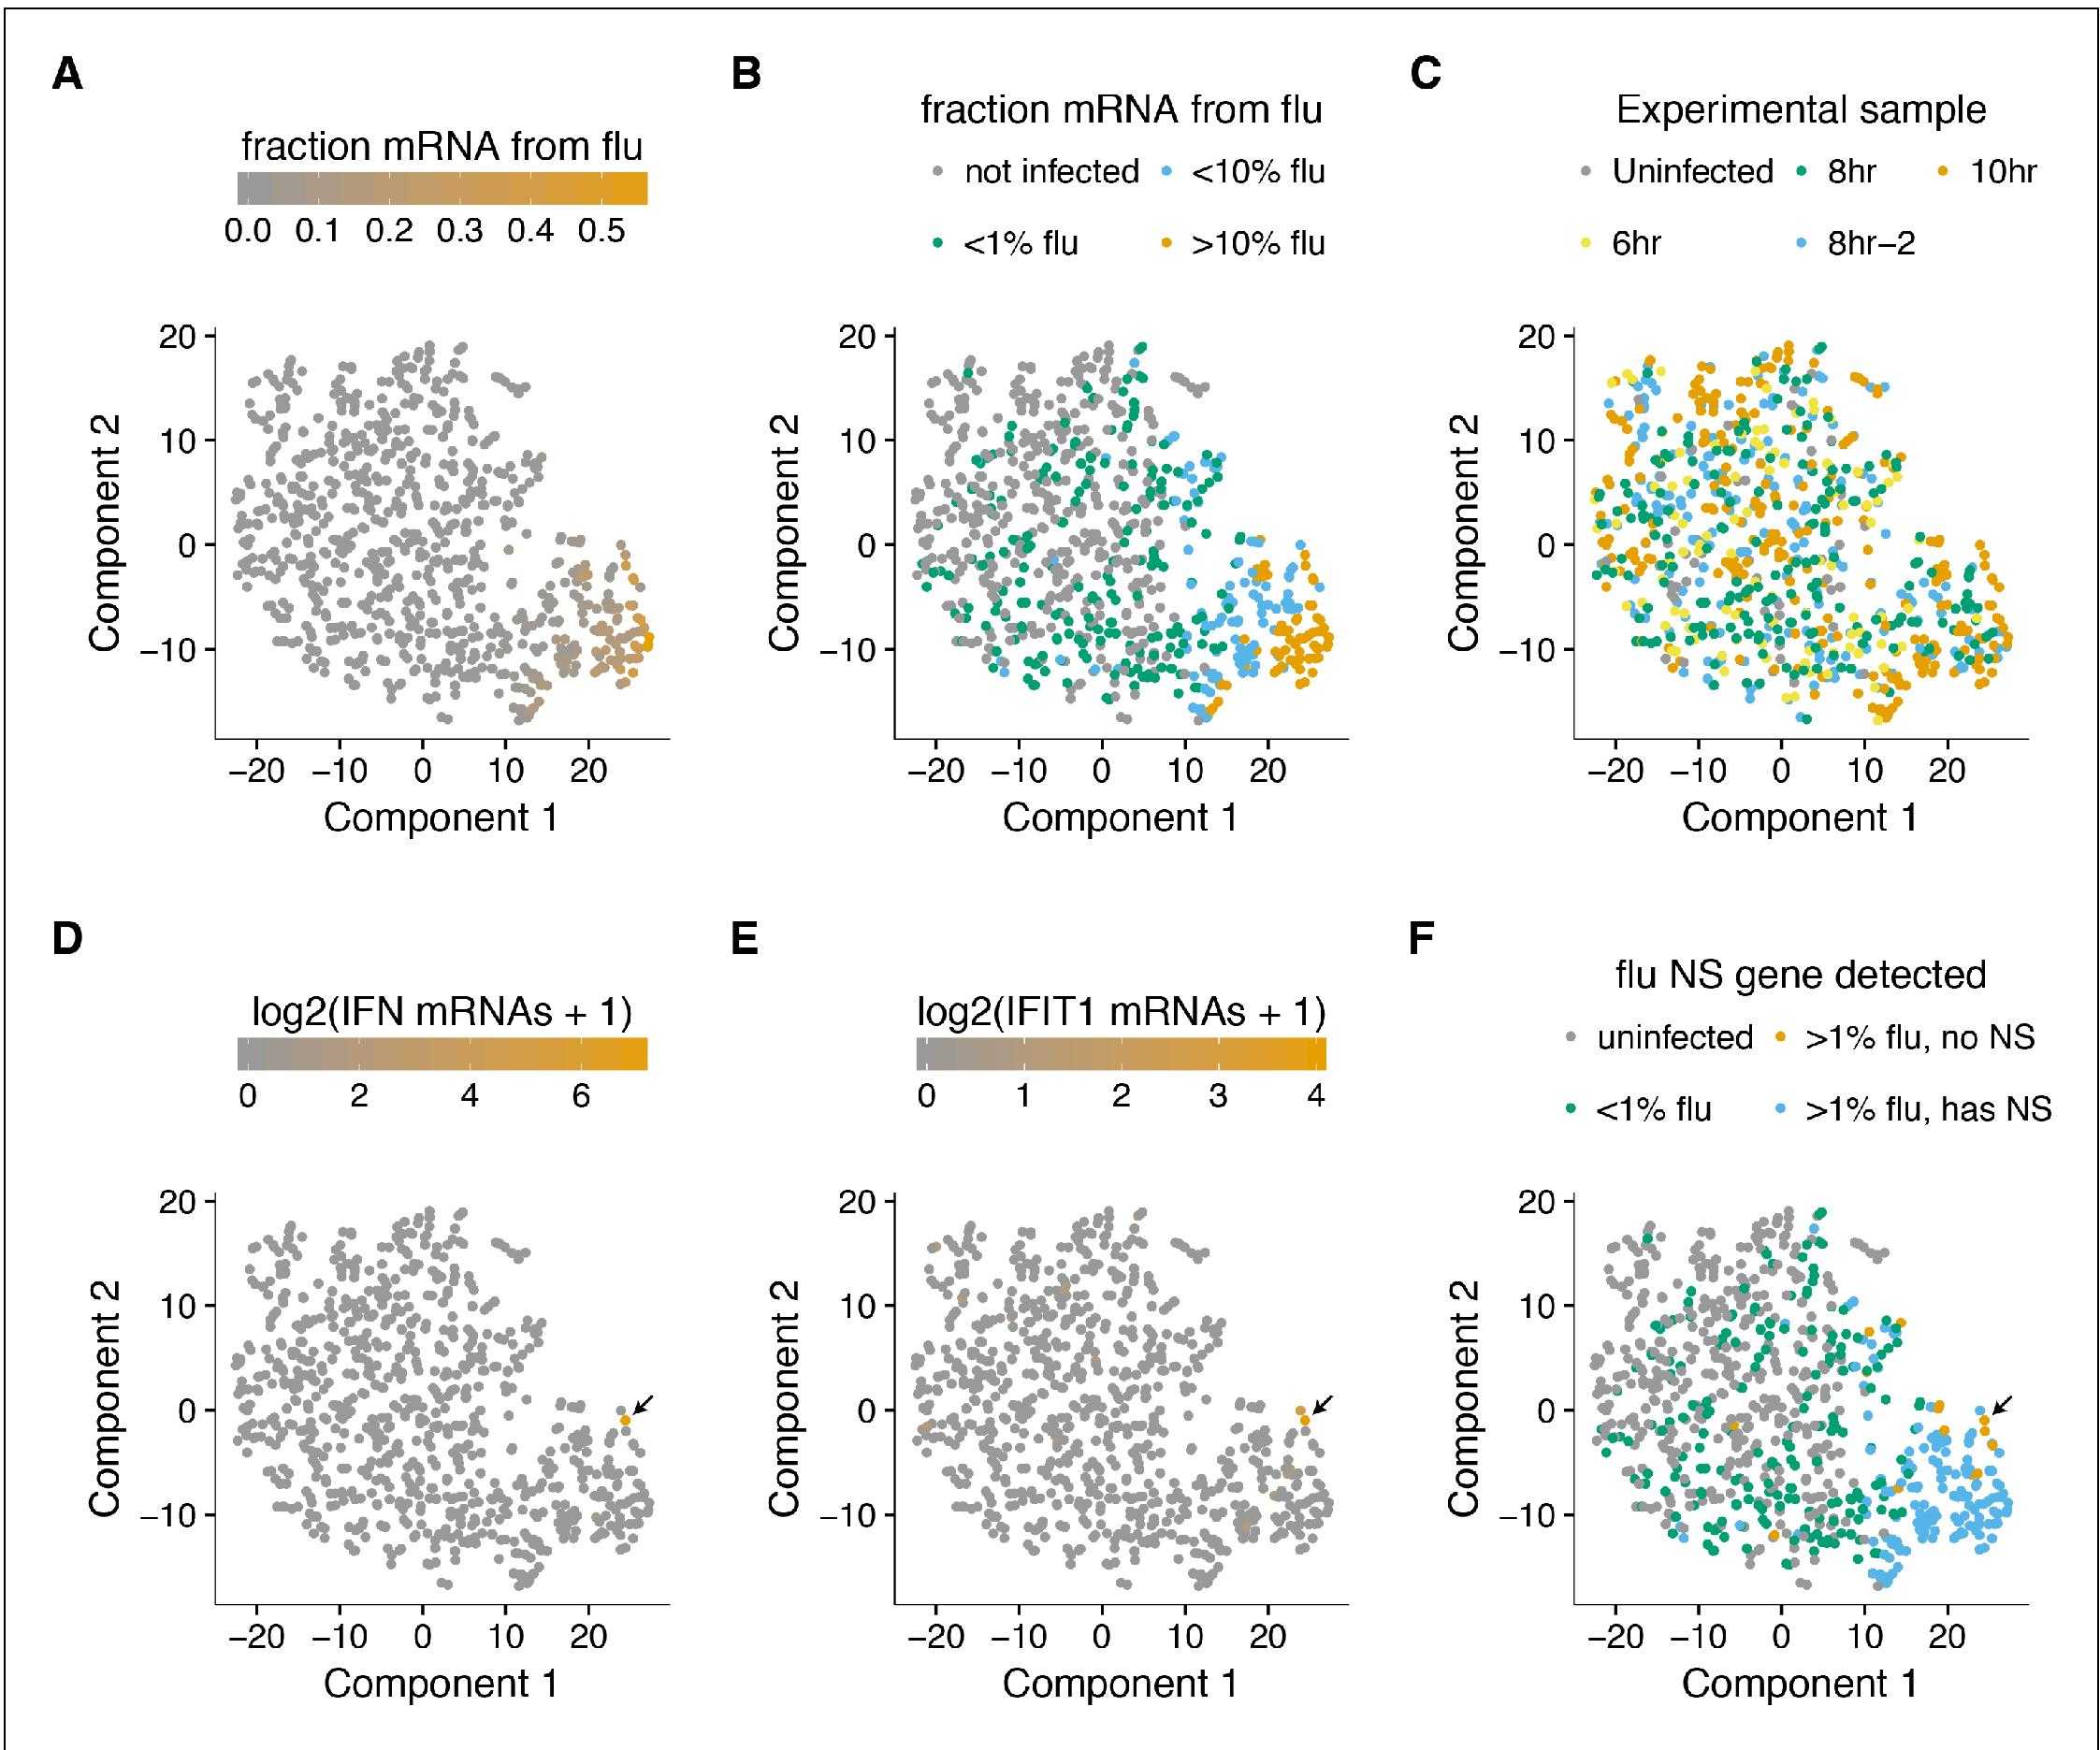 A
fraction mRNA from flu
0.0 0.1 0.2 0.3 0.4 0.5
20
10
0
−10
Component 2
−20 −10 0 10 20
Component 1
B
fraction mRNA from flu
not infected <10% flu
<1% flu >10% flu
20
10
0
−10
Component 2
−20 −10 0 10 20
Component 1
C
Experimental sample
Uninfected 8hr 10hr
6hr 8hr−2
20
10
0
−10
Component 2
−20 −10 0 10 20
Component 1
D
log2(IFN mRNAs + 1)
0 2 4 6
20
10
0
−10
Component 2
−20 −10 0 10 20
Component 1
E
log2(IFIT1 mRNAs + 1)
0 1 2 3 4
20
10
0
−10
Component 2
−20 −10 0 10 20
Component 1
F
flu NS gene detected
uninfected >1% flu, no NS
<1% flu >1% flu, has NS
20
10
0
−10
Component 2
−20 −10 0 10 20
Component 1